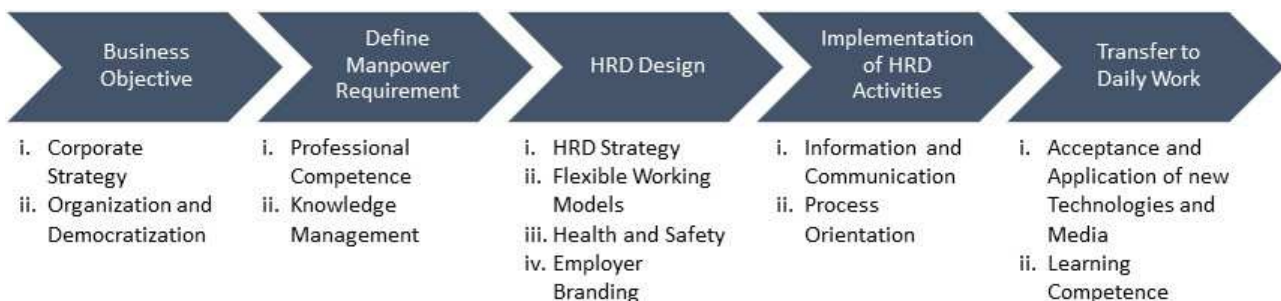 Business
Objective
Define
Manpower
Requirement
HRD Design
Implementation
of HRD
Activities
Transfer to
Daily Work
i. Corporate
Strategy
ii. Organization and
Democratization
i. Professional
Competence
ii. Knowledge
Management
i. HRD Strategy
ii. Flexible Working
Models
iii. Health and Safety
iv. Employer
Branding
i. Information and
Communication
ii. Process
Orientation
i. Acceptance and
Application of new
Technologies and
Media
ii. Learning
Competence